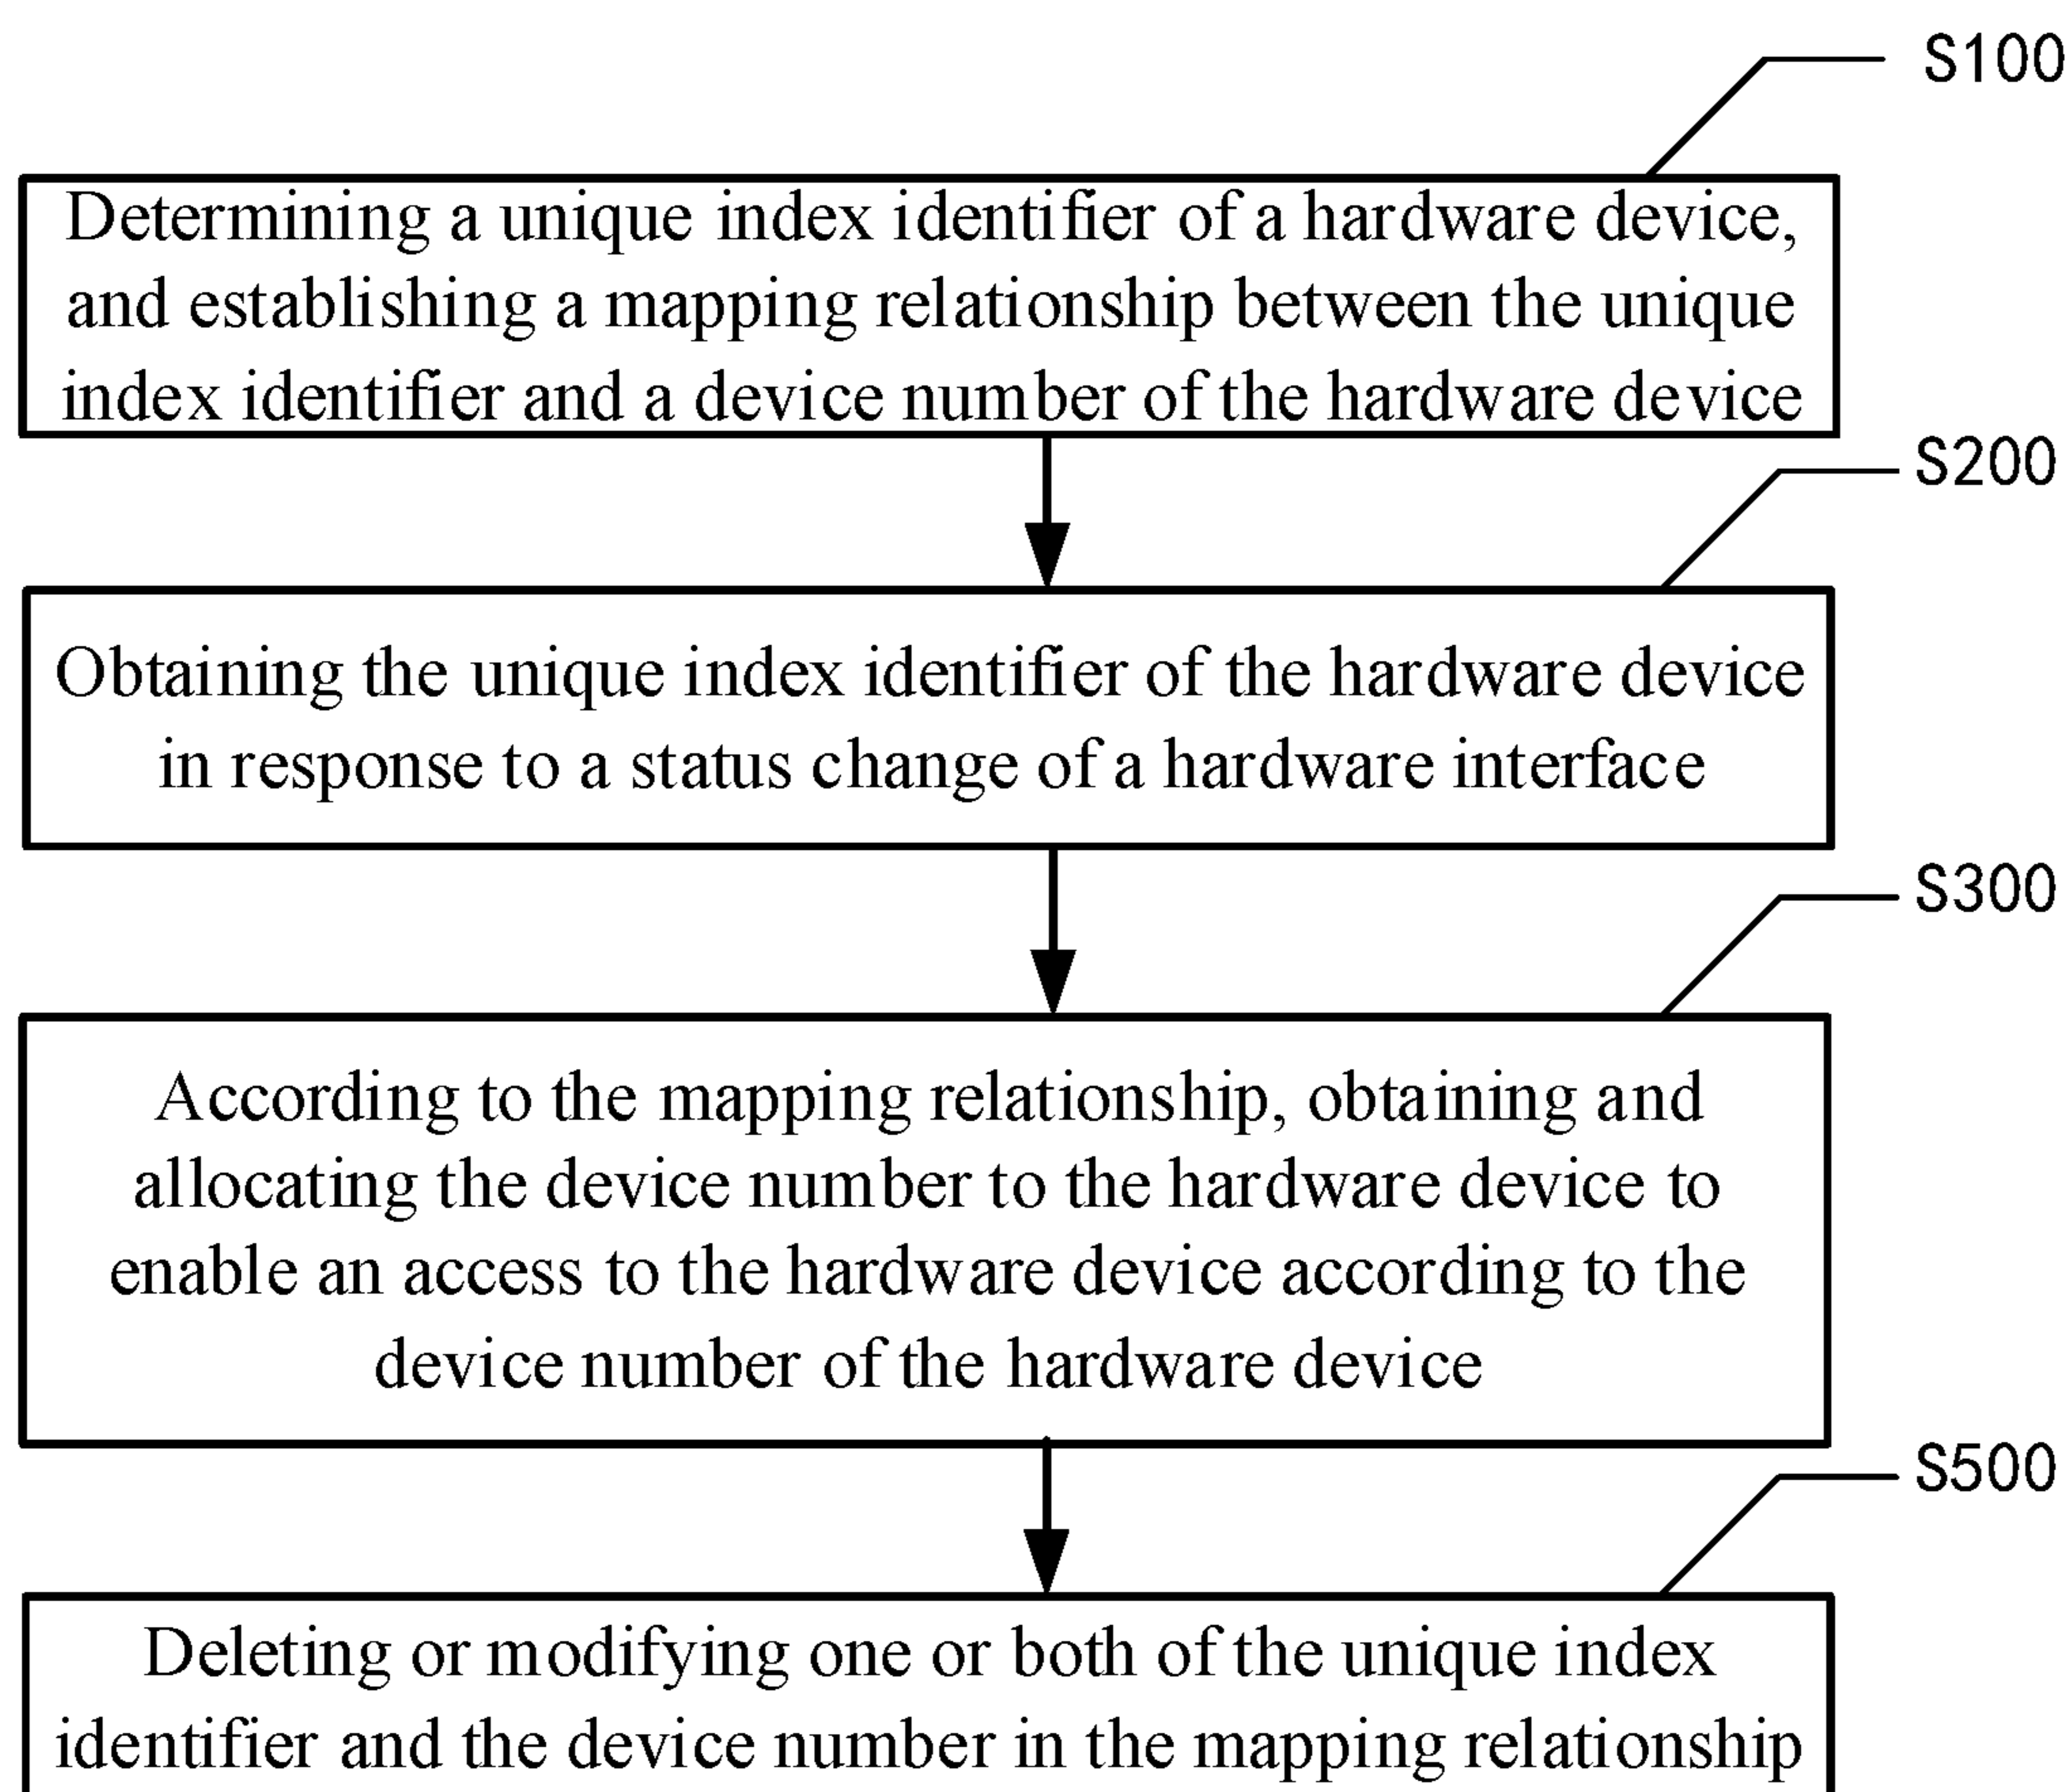 S100
Determining a unique index identifier of a hardware device,
and establishing a mapping relationship between the unique
index identifier and a device number of the hardware device
S200
Obtaining the unique index identifier of the hardware device
in response to a status change of a hardware interface
S300
According to the mapping relationship, obtaining and
allocating the device number to the hardware device to
enable an access to the hardware device according to the
device number of the hardware device
S500
Deleting or modifying one or both of the unique index
identifier and the device number in the mapping relationship